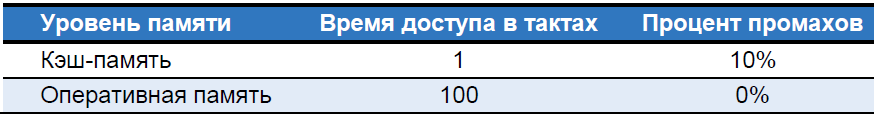 Уровень памяти Время доступа в тактах Процент промахов
Кэш-память 1 10%
Оперативная память 100 0%